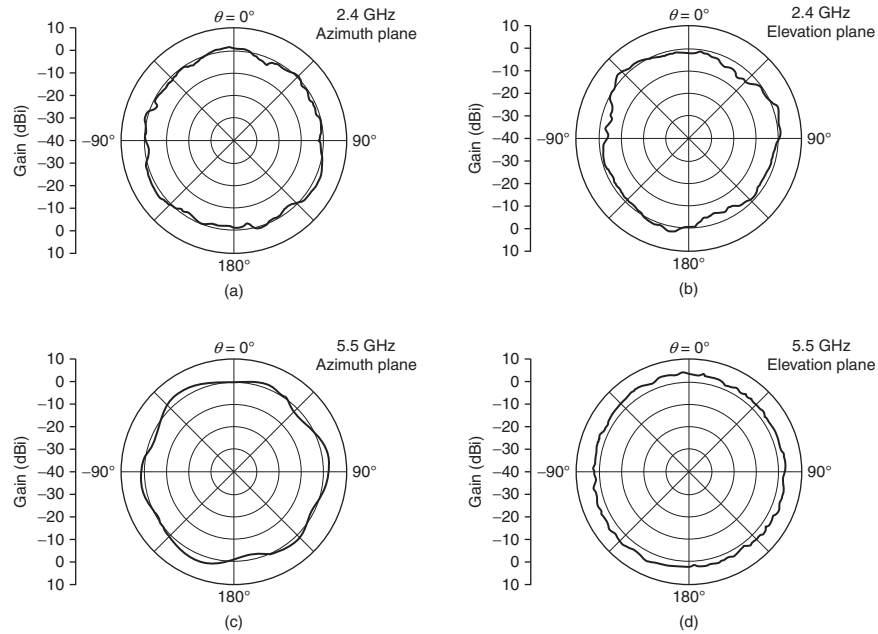 θ = 0°
2.4 GHz
Azimuth plane
10
0
–10
–20
–30
–40
–30
–20
–10
0
10
Gain (dBi)
–90°
90°
180°
(a)
θ = 0°
2.4 GHz
Elevation plane
10
0
–10
–20
–30
–40
–30
–20
–10
0
10
Gain (dBi)
–90°
90°
180°
(b)
θ = 0°
5.5 GHz
Azimuth plane
10
0
–10
–20
–30
–40
–30
–20
–10
0
10
Gain (dBi)
–90°
90°
180°
(c)
θ = 0°
5.5 GHz
Elevation plane
10
0
–10
–20
–30
–40
–30
–20
–10
0
10
Gain (dBi)
–90°
90°
180°
(d)